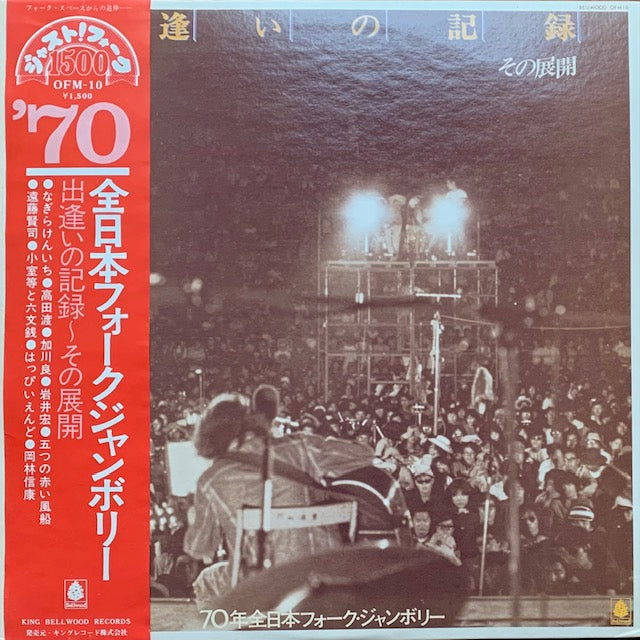 フォーク・スペースからの追伸——
ジャスト!フォーク
1500
OFM-10
¥1,500
'70
全日本フォークジャンボリー
出逢いの記録〜その展開
●なぎらけんいち●高田渡●加川良●岩井宏●五つの赤い風船
●遠藤賢司●小室等と六文銭●はっぴいえんど●岡林信康
Bellwood
KING BELLWOOD RECORDS
発売元・キングレコード株式会社
BELLWOOD OFM-10
逢いの記録
その展開
70年全日本フォーク・ジャンボリー